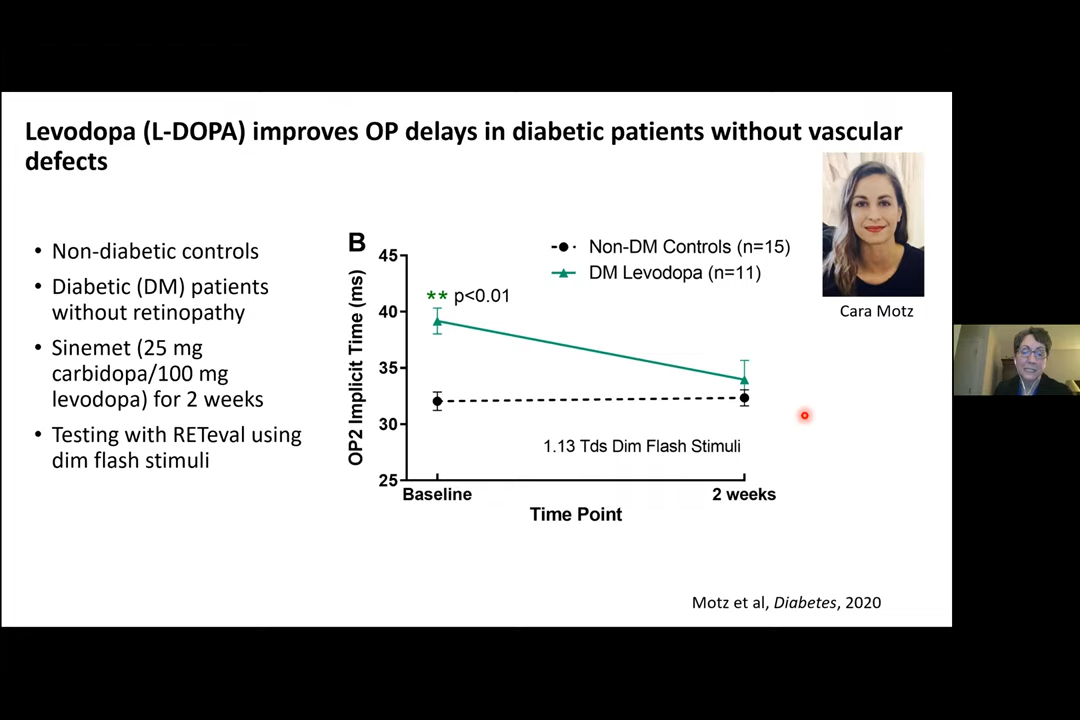 Levodopa (L-DOPA) improves OP delays in diabetic patients without vascular
defects
• Non-diabetic controls
• Diabetic (DM) patients
without retinopathy
• Sinemet (25 mg
carbidopa/100 mg
levodopa) for 2 weeks
• Testing with RETeval using
dim flash stimuli
B
OP2 Implicit Time (ms)
45
40
35
30
25
** p<0.01
Non-DM Controls (n=15)
DM Levodopa (n=11)
1.13 Tds Dim Flash Stimuli
Baseline
2 weeks
Time Point
Cara Motz
Motz et al, Diabetes, 2020